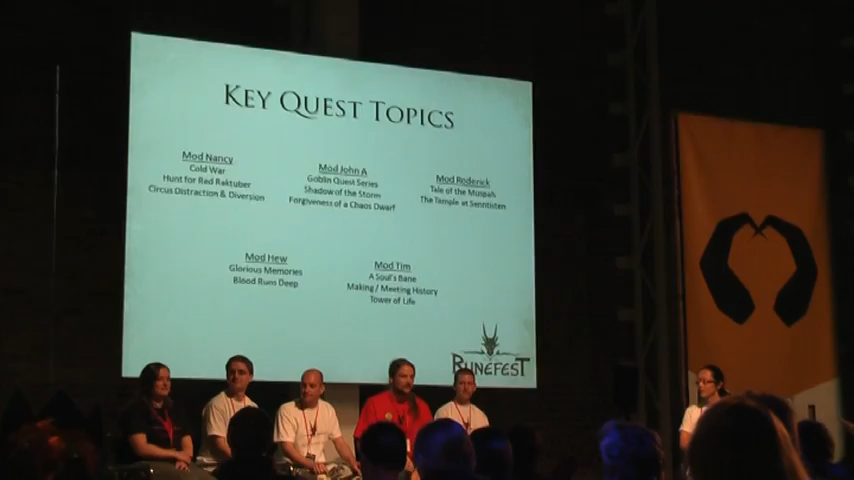 KEY QUEST TOPICS
Mod Nancy
Cold War
Hunt for Red Raktuber
Circus Distraction & Diversion
Mod John A
Goblin Quest Series
Shadow of the Storm
Forgiveness of a Chaos Dwarf
Mod Roderick
Tale of the Muspah
The Temple at Senntisten
Mod Hew
Glorious Memories
Blood Runs Deep
Mod Tim
A Soul's Bane
Making / Meeting History
Tower of Life
RUNEFEST